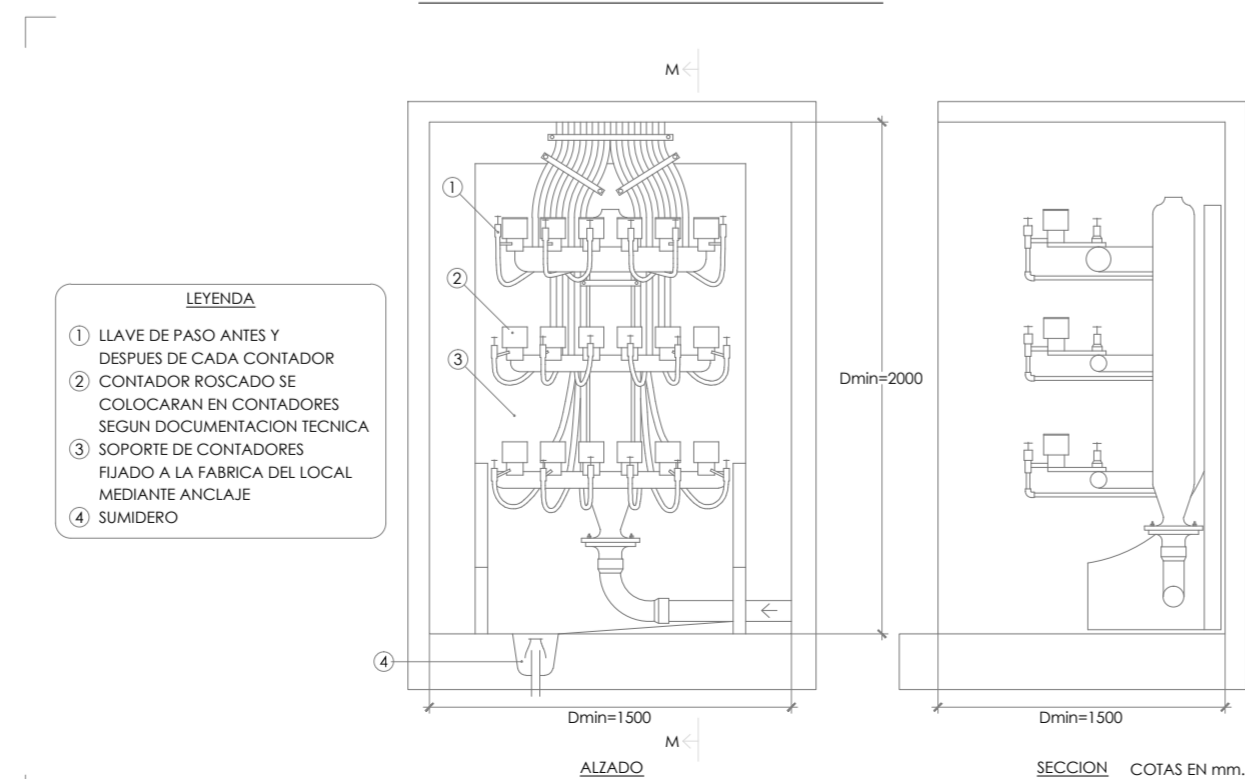 M
1
2
3
4
LEYENDA
1 LLAVE DE PASO ANTES Y
DESPUES DE CADA CONTADOR
2 CONTADOR ROSCADO SE
COLOCARAN EN CONTADORES
SEGUN DOCUMENTACION TECNICA
3 SOPORTE DE CONTADORES
FIJADO A LA FABRICA DEL LOCAL
MEDIANTE ANCLAJE
4 SUMIDERO
Dmin=2000
Dmin=1500
Dmin=1500
M
ALZADO
SECCION COTAS EN mm.